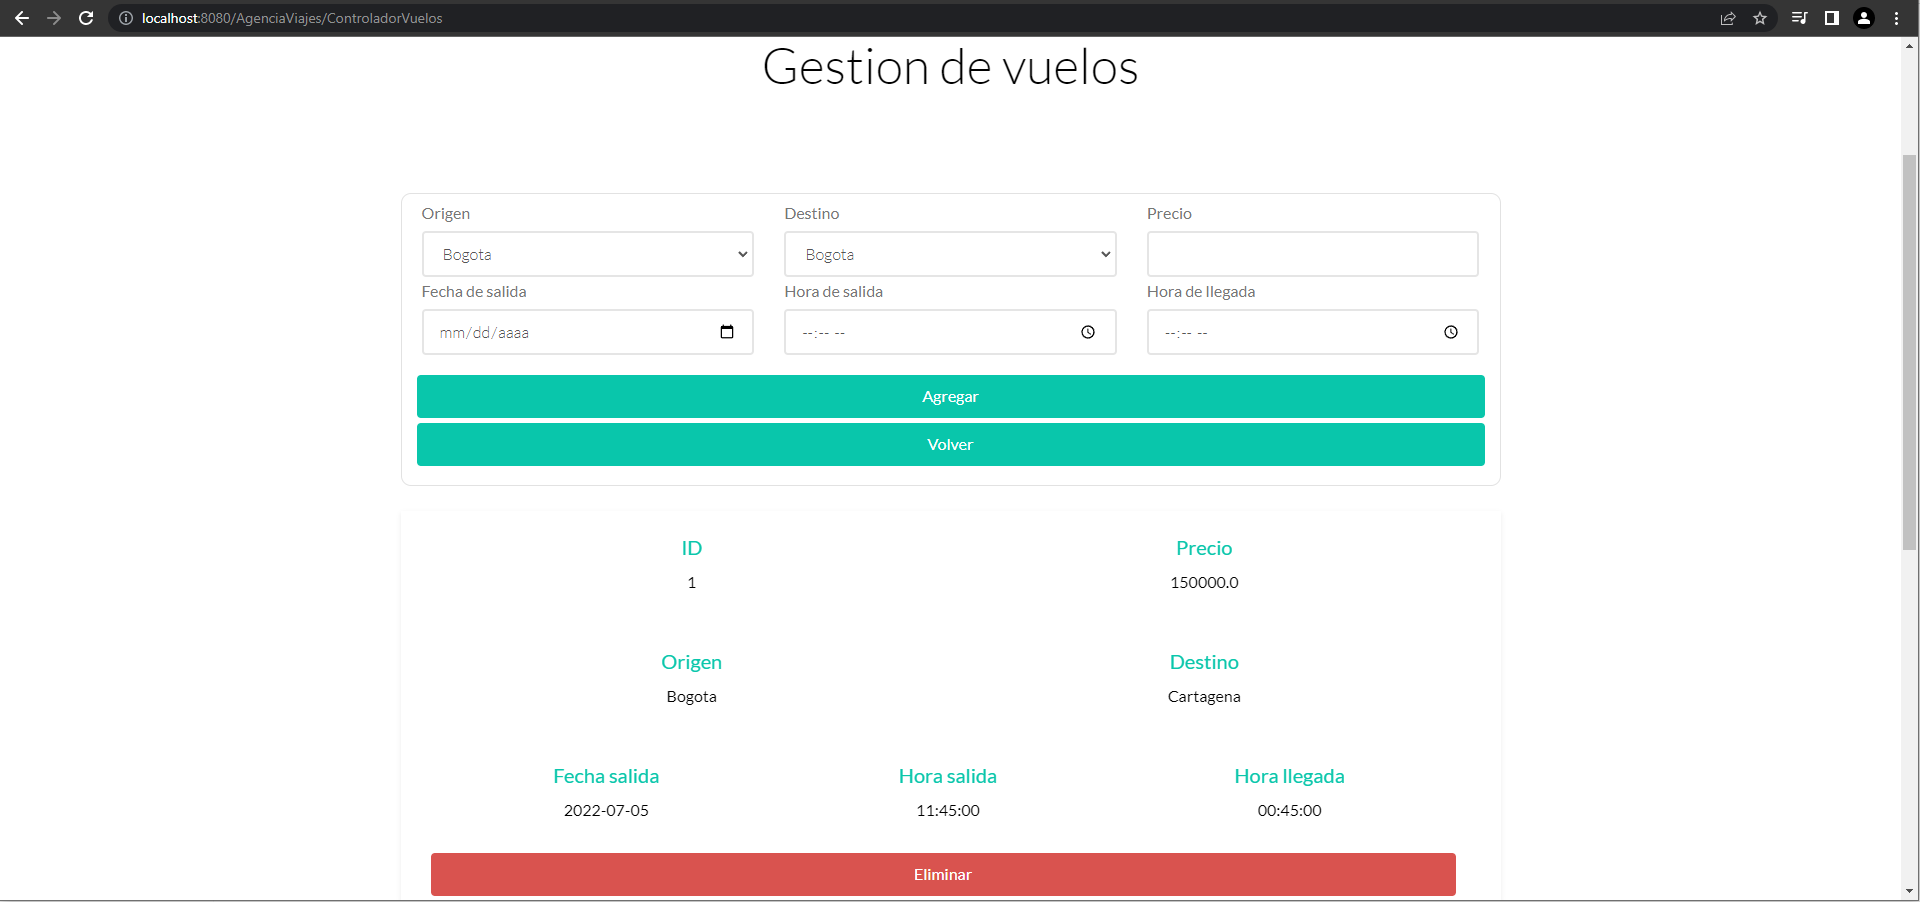 localhost:8080/AgenciaViajes/ControladorVuelos
Gestion de vuelos
Origen Destino Precio
Bogota Bogota
Fecha de salida Hora de salida Hora de llegada
mm/dd/aaaa --:-- -- --:-- --
Agregar
Volver
ID Precio
1 150000.0
Origen Destino
Bogota Cartagena
Fecha salida Hora salida Hora llegada
2022-07-05 11:45:00 00:45:00
Eliminar